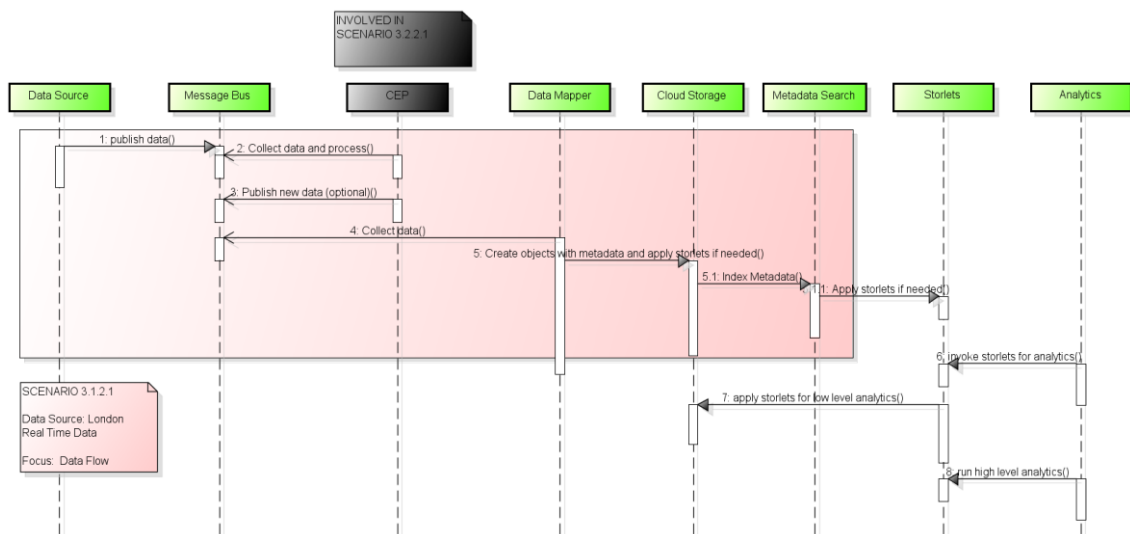 INVOLVED IN
SCENARIO 3.2.2.1
Data Source
Message Bus
CEP
Data Mapper
Cloud Storage
Metadata Search
Storlets
Analytics
1: publish data()
2: Collect data and process()
3: Publish new data (optional)()
4: Collect data()
5: Create objects with metadata and apply storlets if needed()
5.1: Index Metadata()
1.1: Apply storlets if needed()
6: invoke storlets for analytics()
7: apply storlets for low level analytics()
8: run high level analytics()
SCENARIO 3.1.2.1
Data Source: London
Real Time Data
Focus: Data Flow